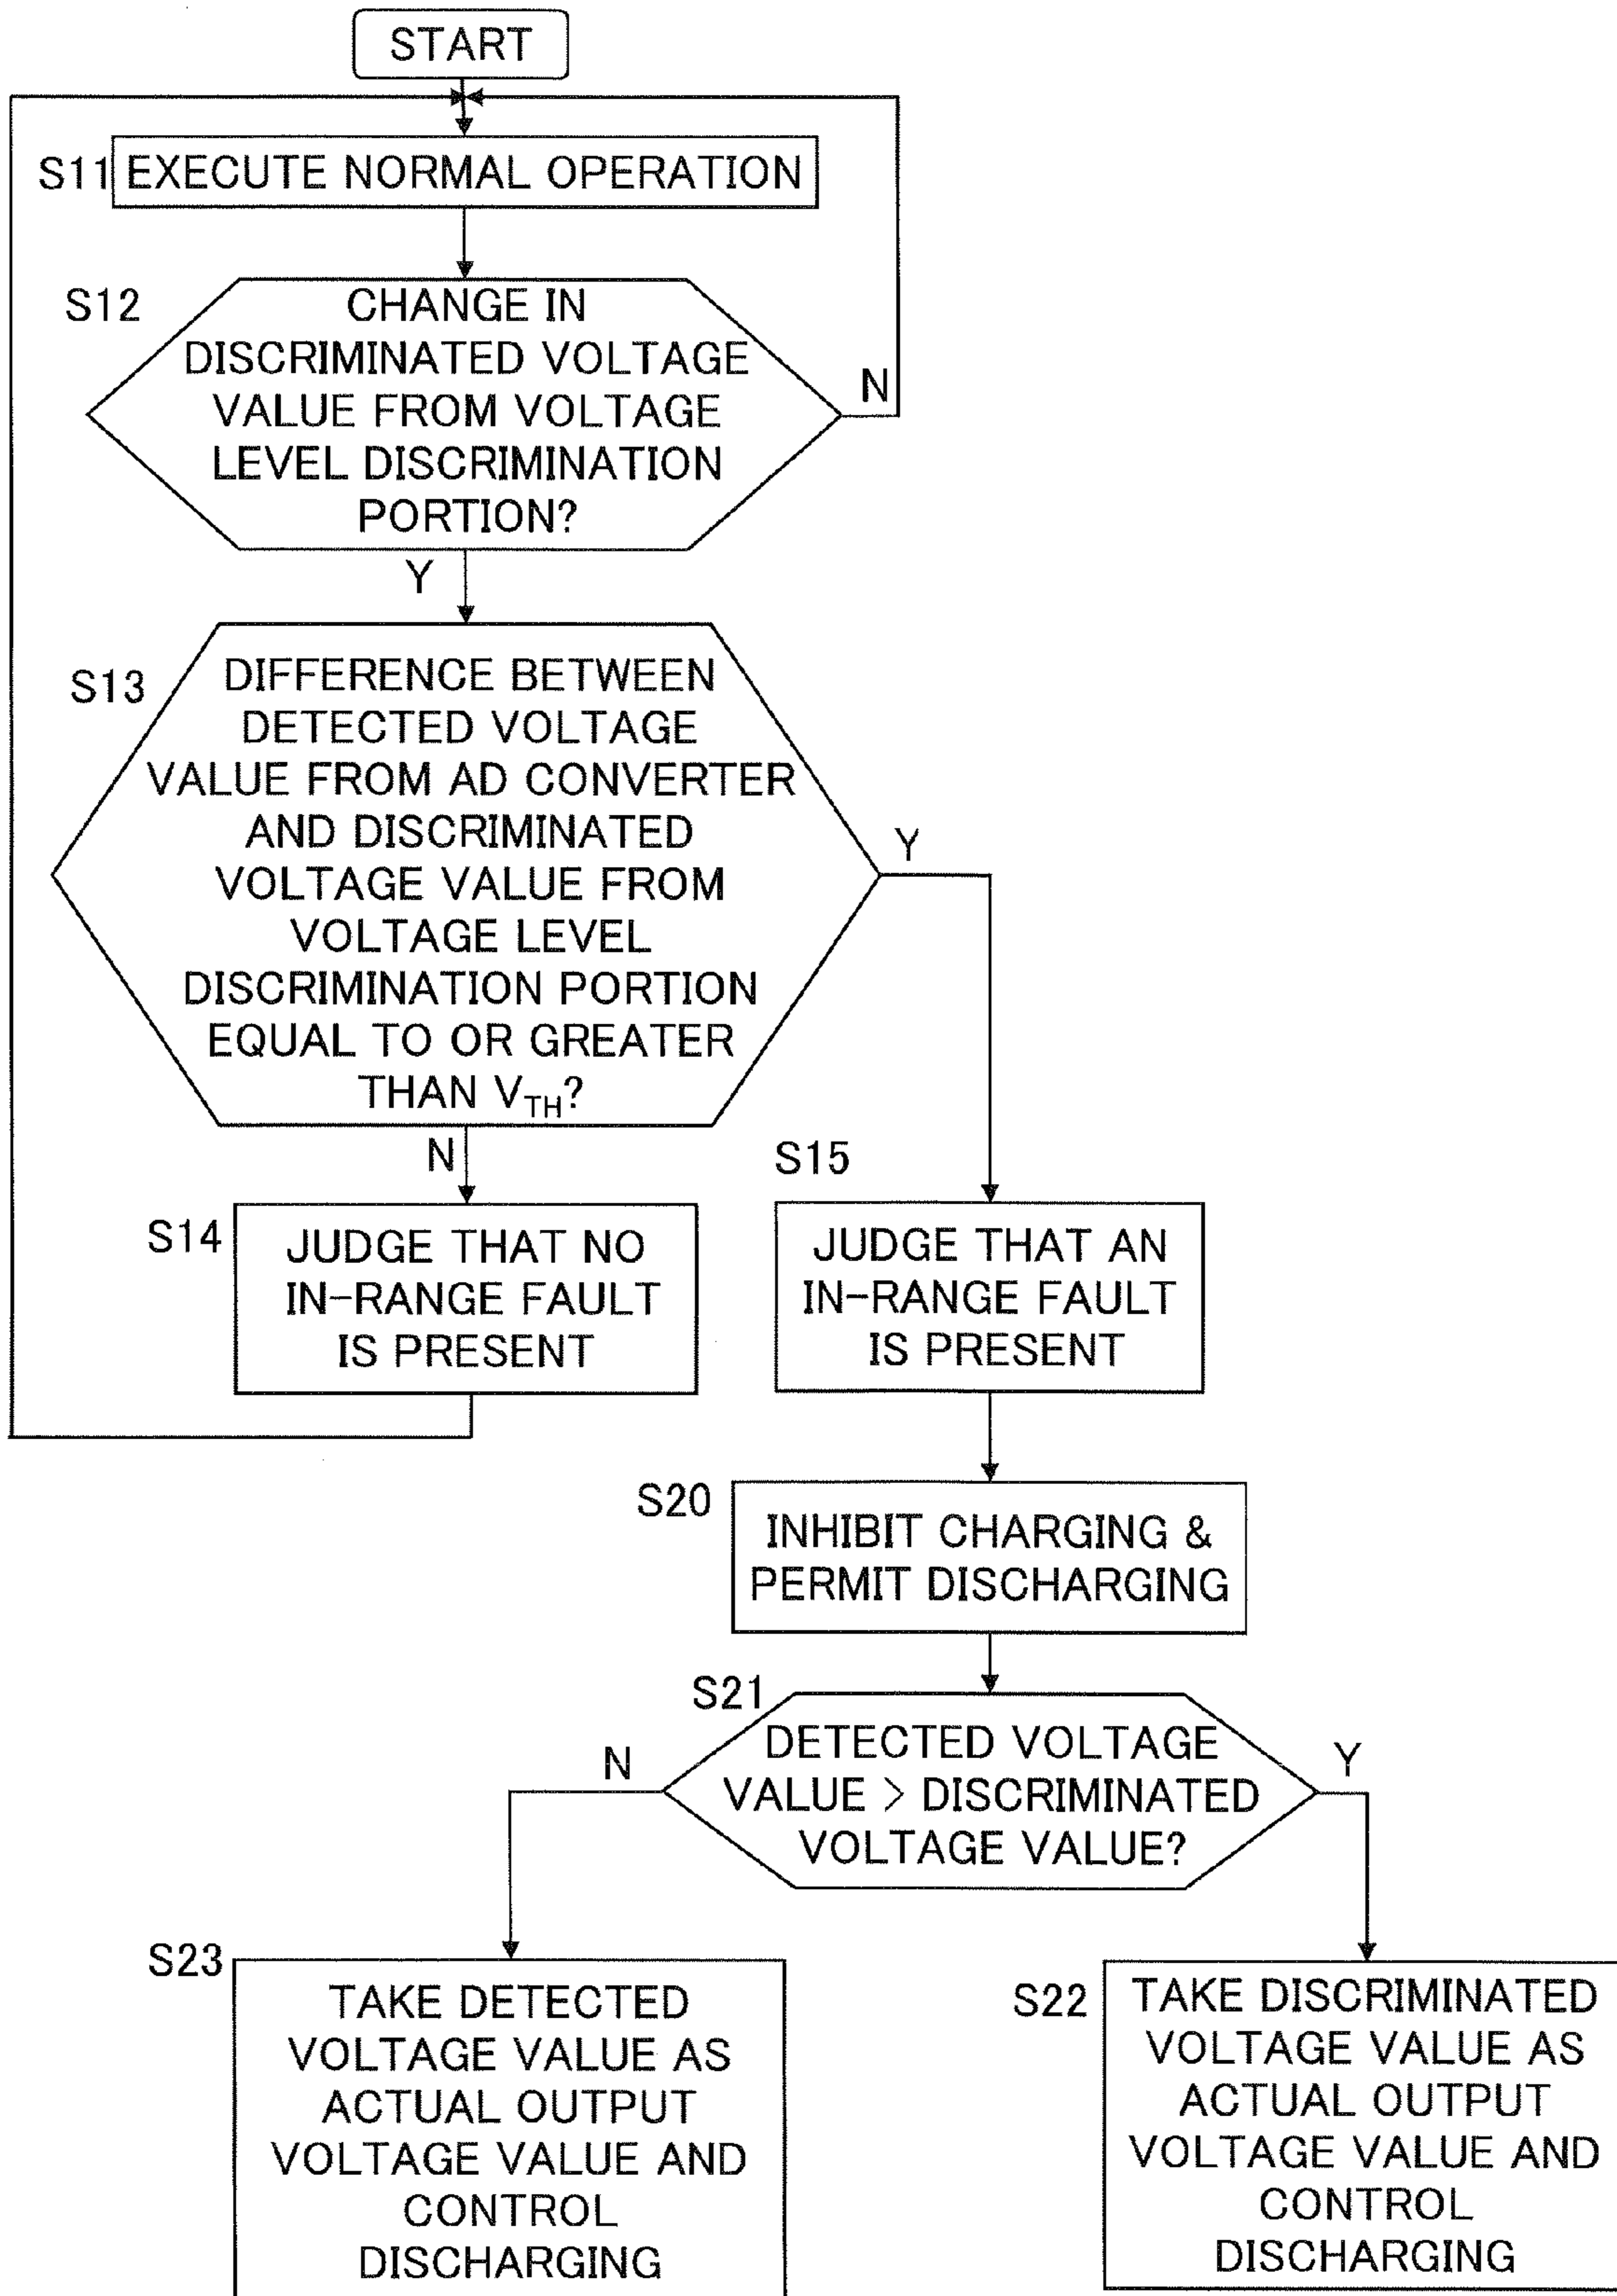 START
S11
EXECUTE NORMAL OPERATION
S12
CHANGE IN
DISCRIMINATED VOLTAGE
VALUE FROM VOLTAGE
LEVEL DISCRIMINATION
PORTION?
N
Y
S13
DIFFERENCE BETWEEN
DETECTED VOLTAGE
VALUE FROM AD CONVERTER
AND DISCRIMINATED
VOLTAGE VALUE FROM
VOLTAGE LEVEL
DISCRIMINATION PORTION
EQUAL TO OR GREATER
THAN VTH?
Y
N
S14
JUDGE THAT NO
IN-RANGE FAULT
IS PRESENT
S15
JUDGE THAT AN
IN-RANGE FAULT
IS PRESENT
S20
INHIBIT CHARGING &
PERMIT DISCHARGING
S21
DETECTED VOLTAGE
VALUE > DISCRIMINATED
VOLTAGE VALUE?
N
Y
S23
TAKE DETECTED
VOLTAGE VALUE AS
ACTUAL OUTPUT
VOLTAGE VALUE AND
CONTROL
DISCHARGING
S22
TAKE DISCRIMINATED
VOLTAGE VALUE AS
ACTUAL OUTPUT
VOLTAGE VALUE AND
CONTROL
DISCHARGING